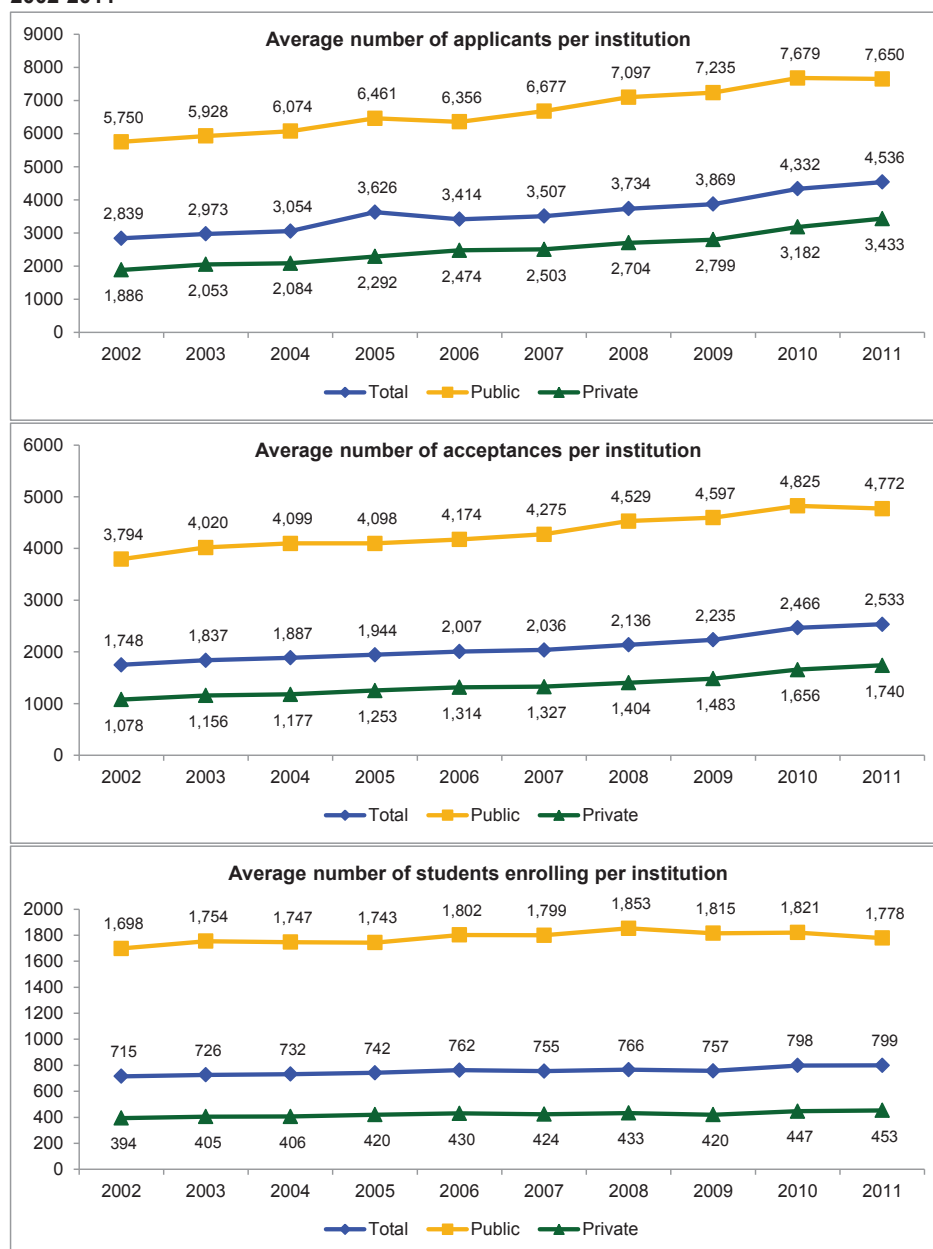 Average number of applicants per institution
9000
8000
7000
6000
5000
4000
3000
2000
1000
0
5,750 5,928 6,074 6,461 6,356 6,677 7,097 7,235 7,679 7,650
2,839 2,973 3,054 3,626 3,414 3,507 3,734 3,869 4,332 4,536
1,886 2,053 2,084 2,292 2,474 2,503 2,704 2,799 3,182 3,433
2002 2003 2004 2005 2006 2007 2008 2009 2010 2011
Total Public Private
Average number of acceptances per institution
6000
5000
4000
3000
2000
1000
0
3,794 4,020 4,099 4,098 4,174 4,275 4,529 4,597 4,825 4,772
1,748 1,837 1,887 1,944 2,007 2,036 2,136 2,235 2,466 2,533
1,078 1,156 1,177 1,253 1,314 1,327 1,404 1,483 1,656 1,740
2002 2003 2004 2005 2006 2007 2008 2009 2010 2011
Total Public Private
Average number of students enrolling per institution
2000
1800
1600
1400
1200
1000
800
600
400
200
0
1,698 1,754 1,747 1,743 1,802 1,799 1,853 1,815 1,821 1,778
715 726 732 742 762 755 766 757 798 799
394 405 406 420 430 424 433 420 447 453
2002 2003 2004 2005 2006 2007 2008 2009 2010 2011
Total Public Private